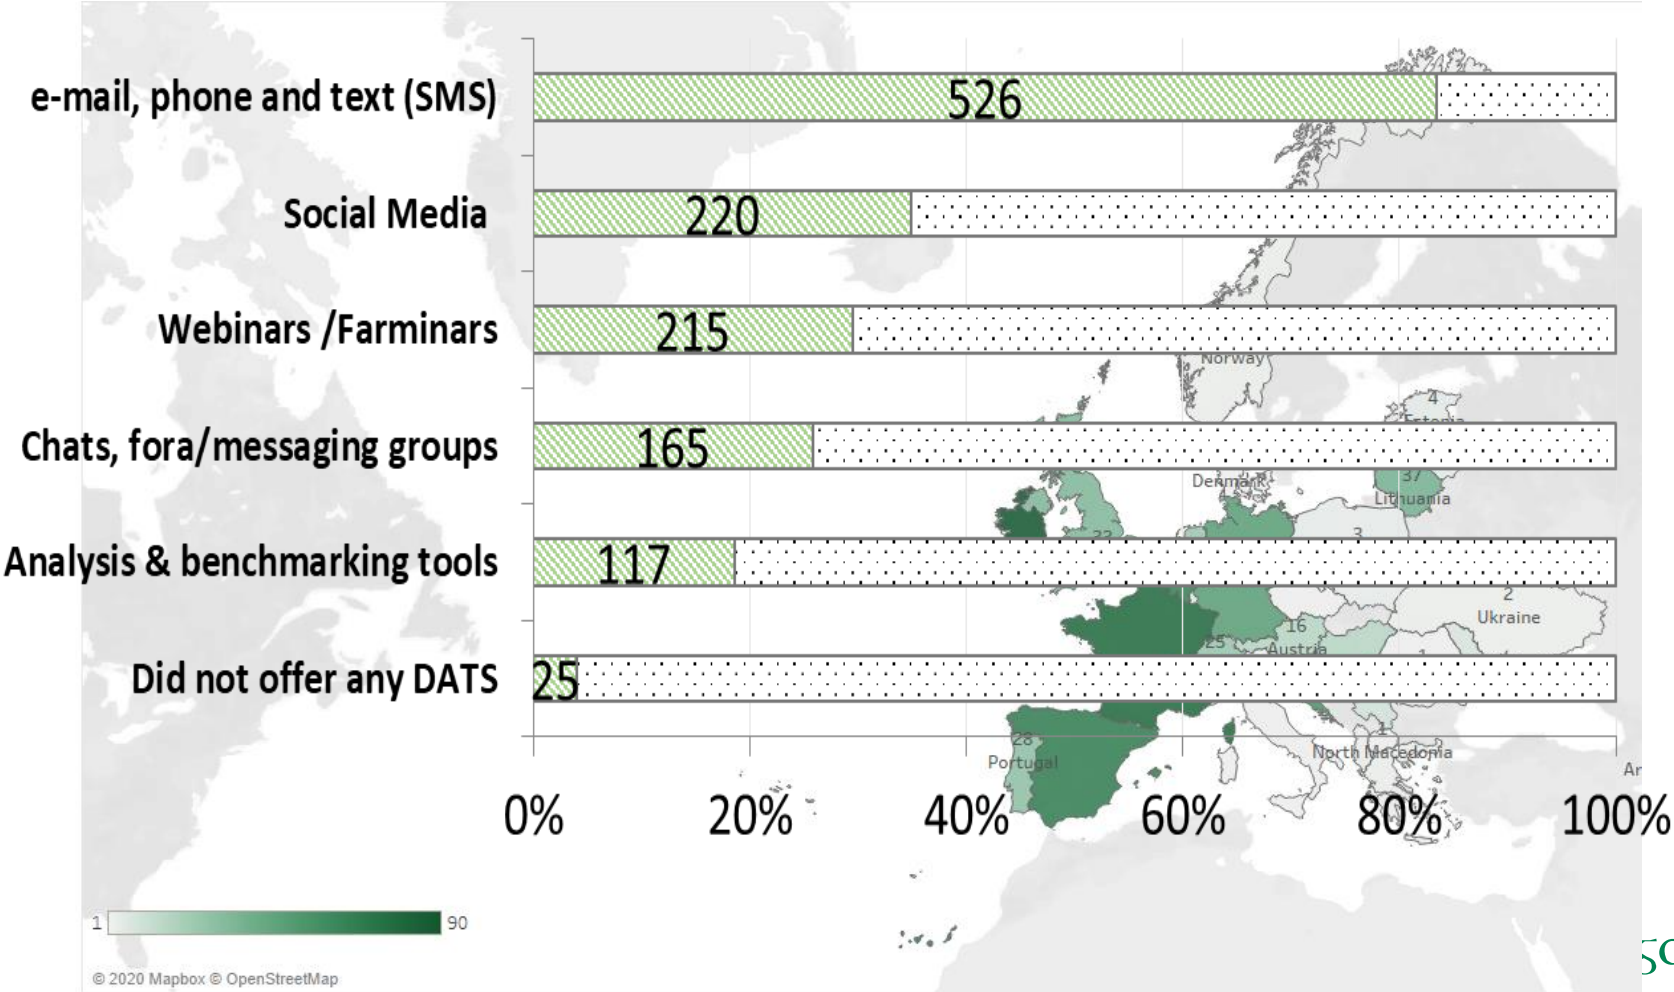 e-mail, phone and text (SMS)
526
Social Media
220
Webinars /Farminars
215
Norway
4
Chats, fora/messaging groups
165
Denmark
37
Lithuania
3
Analysis & benchmarking tools
117
2
Ukraine
16
25
Austria
Did not offer any DATS
25
28
Portugal
1
North Macedonia
0%
20%
40%
60%
80%
100%
1
90
© 2020 Mapbox © OpenStreetMap